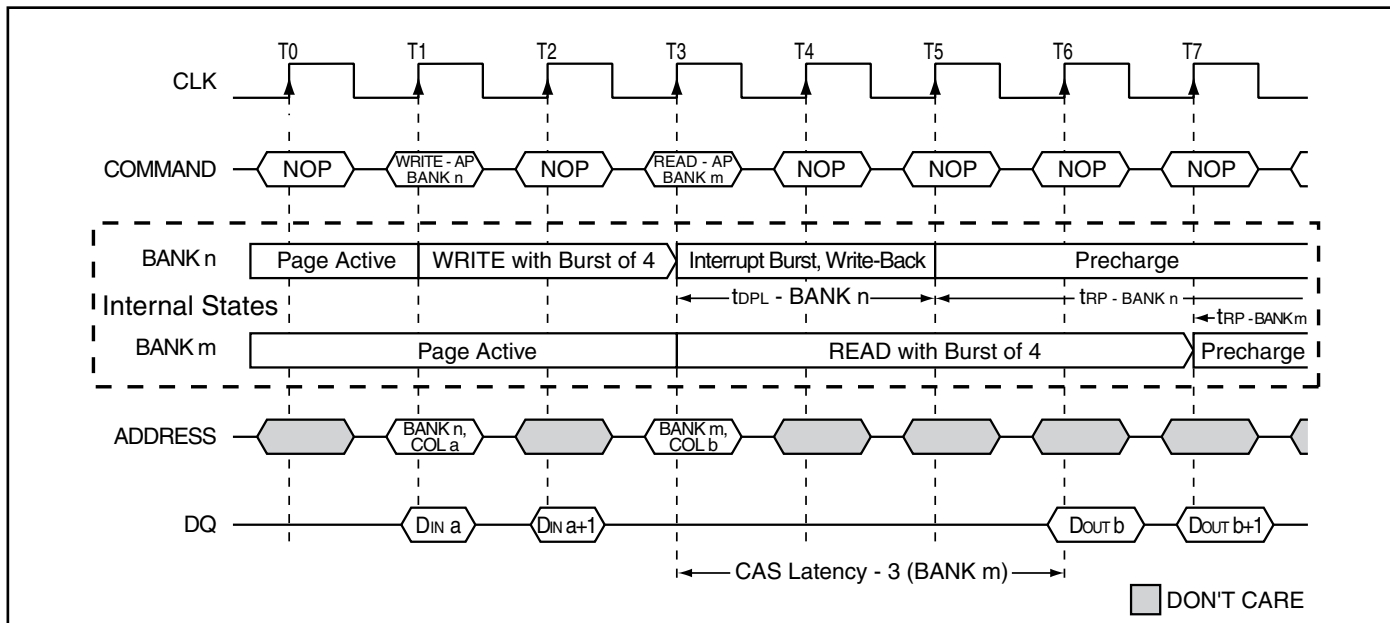 T0 T1 T2 T3 T4 T5 T6 T7
CLK
COMMAND NOP WRITE - AP BANK n NOP READ - AP BANK m NOP NOP NOP NOP
BANK n Page Active WRITE with Burst of 4 Interrupt Burst, Write-Back Precharge
tDPL - BANK n tRP - BANK n
Internal States
tRP - BANK m
BANK m Page Active READ with Burst of 4 Precharge
ADDRESS BANK n, COL a BANK m, COL b
DQ DIN a DIN a+1 DOUT b DOUT b+1
CAS Latency - 3 (BANK m)
DON'T CARE